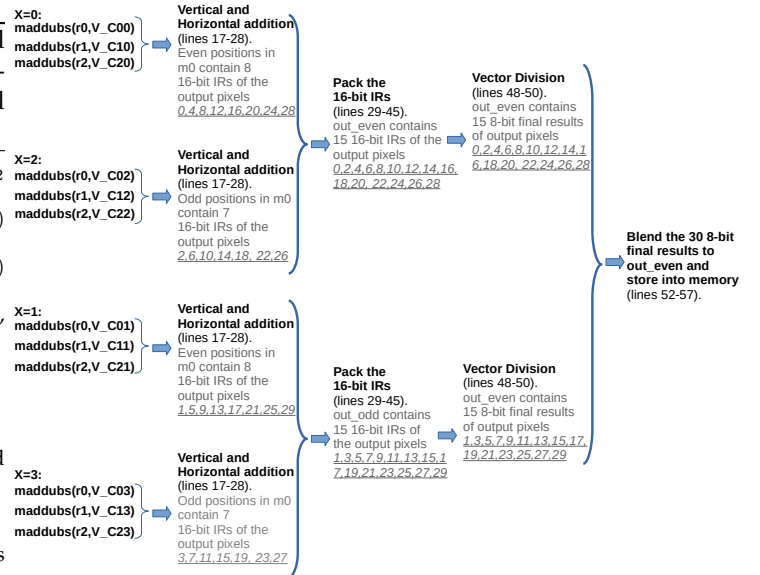 X=0:
maddubs(r0,V_C00)
maddubs(r1,V_C10)
maddubs(r2,V_C20)
Vertical and
Horizontal addition
(lines 17-28).
Even positions in
m0 contain 8
16-bit IRs of the
output pixels
0,4,8,12,16,20,24,28
X=2:
maddubs(r0,V_C02)
maddubs(r1,V_C12)
maddubs(r2,V_C22)
Vertical and
Horizontal addition
(lines 17-28).
Odd positions in m0
contain 7
16-bit IRs of the
output pixels
2,6,10,14,18, 22,26
Pack the
16-bit IRs
(lines 29-45).
out_even contains
15 16-bit IRs of the
output pixels
0,2,4,6,8,10,12,14,16,
18,20, 22,24,26,28
Vector Division
(lines 48-50).
out_even contains
15 8-bit final results
of output pixels
0,2,4,6,8,10,12,14,1
6,18,20, 22,24,26,28
X=1:
maddubs(r0,V_C01)
maddubs(r1,V_C11)
maddubs(r2,V_C21)
Vertical and
Horizontal addition
(lines 17-28).
Even positions in
m0 contain 8
16-bit IRs of the
output pixels
1,5,9,13,17,21,25,29
X=3:
maddubs(r0,V_C03)
maddubs(r1,V_C13)
maddubs(r2,V_C23)
Vertical and
Horizontal addition
(lines 17-28).
Odd positions in m0
contain 7
16-bit IRs of the
output pixels
3,7,11,15,19, 23,27
Pack the
16-bit IRs
(lines 29-45).
out_odd contains
15 16-bit IRs of
the output pixels
1,3,5,7,9,11,13,15,1
7,19,21,23,25,27,29
Vector Division
(lines 48-50).
out_even contains
15 8-bit final results
of output pixels
1,3,5,7,9,11,13,15,17,
19,21,23,25,27,29
Blend the 30 8-bit
final results to
out_even and
store into memory
(lines 52-57).